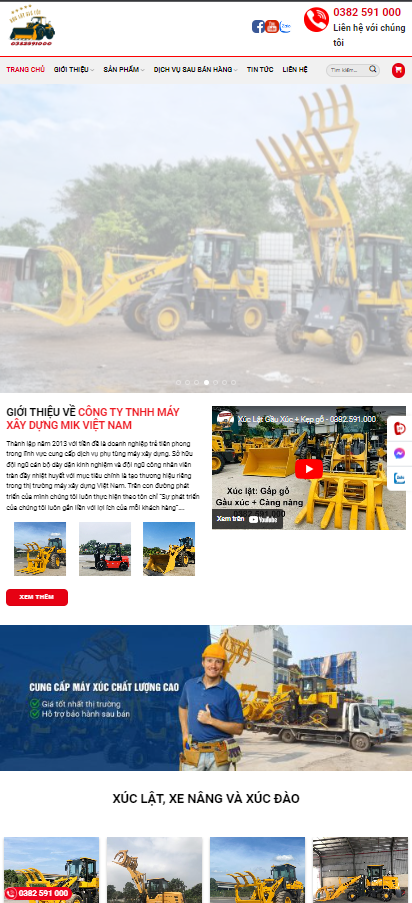 0382591000
0382 591 000
Liên hệ với chúng
tôi
TRANG CHỦ GIỚI THIỆU SẢN PHẨM DỊCH VỤ SAU BÁN HÀNG TIN TỨC LIÊN HỆ Tìm kiếm...
LGZT
GIỚI THIỆU VỀ CÔNG TY TNHH MÁY
XÂY DỰNG MIK VIỆT NAM
Thành lập năm 2013 với tiền đề là doanh nghiệp trẻ tiên phong
trong lĩnh vực cung cấp dịch vụ phụ tùng máy xây dựng. Sở hữu
đội ngũ cán bộ dày dặn kinh nghiệm và đội ngũ công nhân viên
tràn đầy nhiệt huyết với mục tiêu chính là tạo thương hiệu riêng
trong thị trường máy xây dựng Việt Nam. Trên con đường phát
triển của mình chúng tôi luôn thực hiện theo tôn chỉ "Sự phát triển
của chúng tôi luôn gắn liền với lợi ích của mỗi khách hàng"....
XEM THÊM
Xúc Lật Gầu Xúc + Kẹp gỗ - 0382.591.000
Xúc lật: Gắp gỗ
Gầu xúc + Càng nâng
0382.591.000
Xem trên YouTube
CUNG CẤP MÁY XÚC CHẤT LƯỢNG CAO
Giá tốt nhất thị trường
Hỗ trợ bảo hành sau bán
XÚC LẬT, XE NÂNG VÀ XÚC ĐÀO
0382 591 000